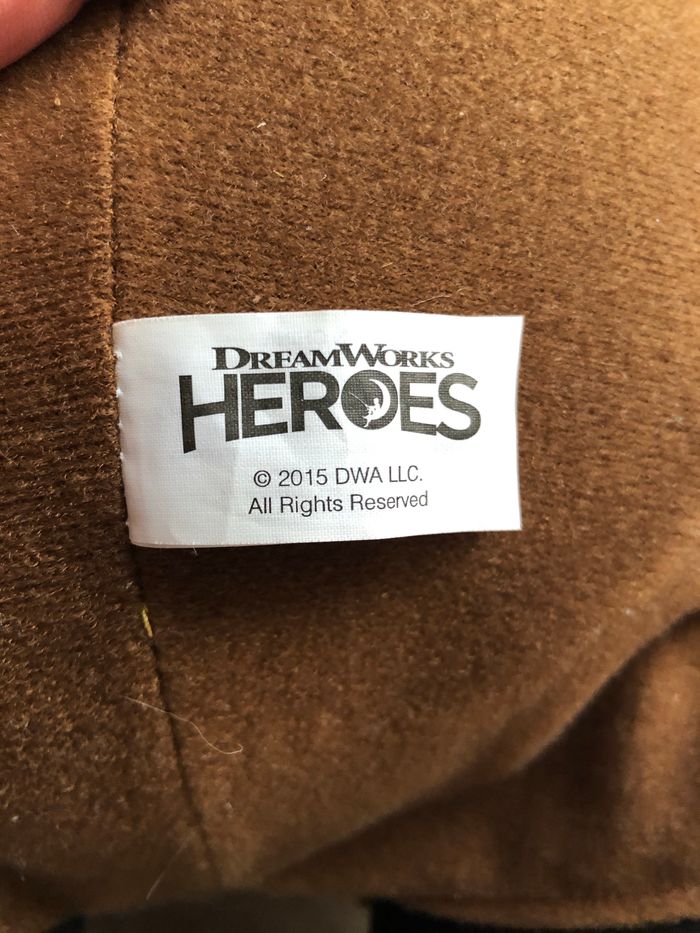 DREAMWORKS
HEROES
© 2015 DWA LLC.
All Rights Reserved